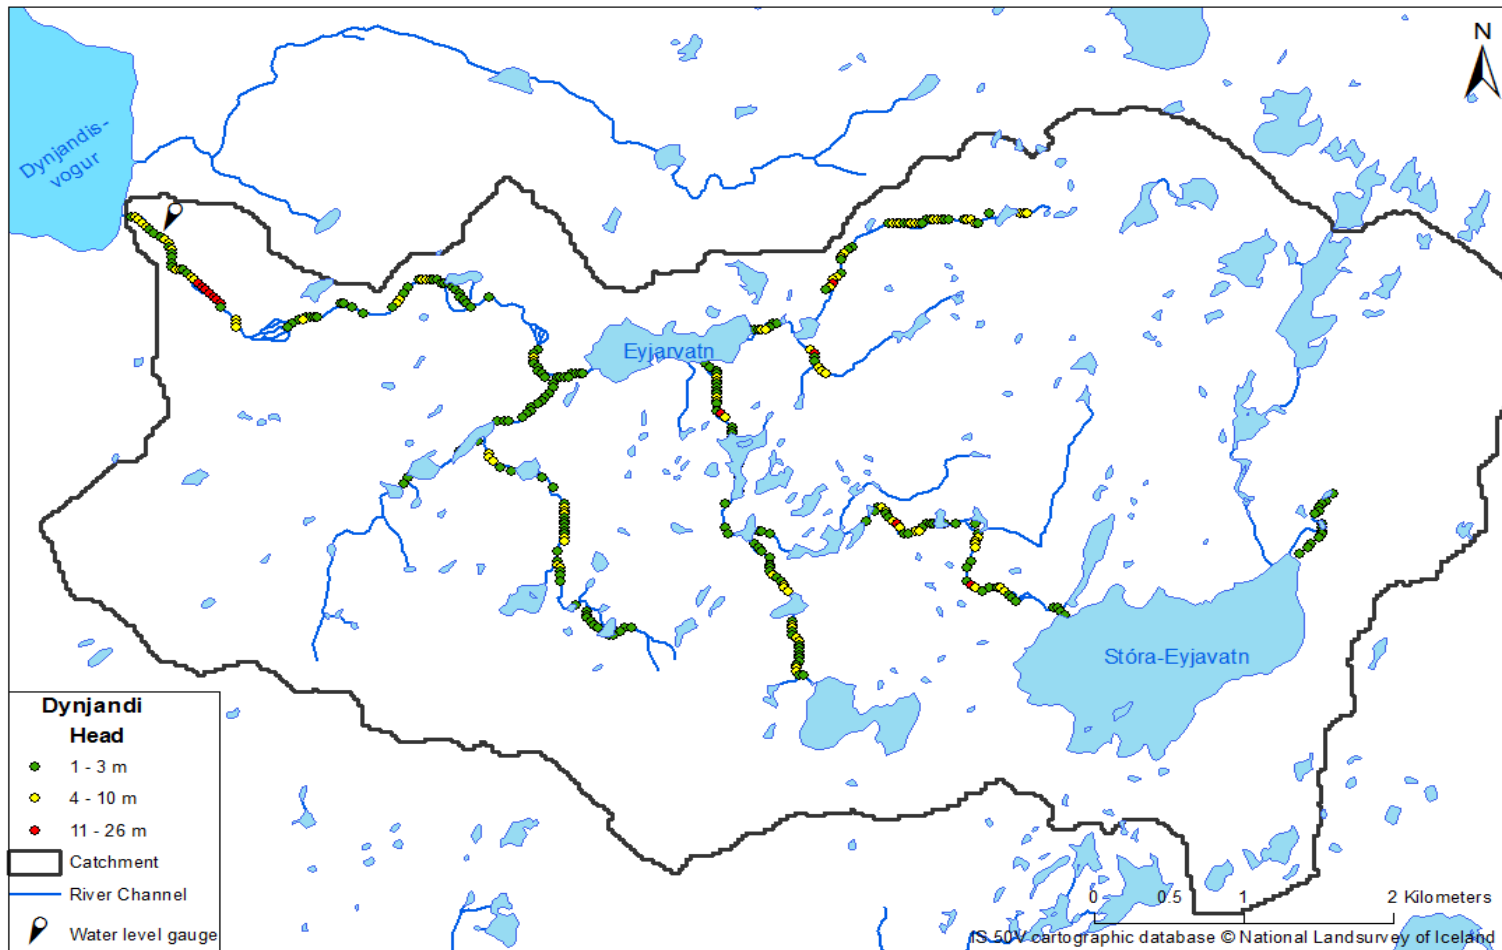 N
Dynjandis-
vogur
Eyjarvatn
Stóra-Eyjavatn
Dynjandi
Head
1 - 3 m
4 - 10 m
11 - 26 m
Catchment
River Channel
Water level gauge
0 0.5 1 2 Kilometers
IS 50V cartographic database © National Landsurvey of Iceland